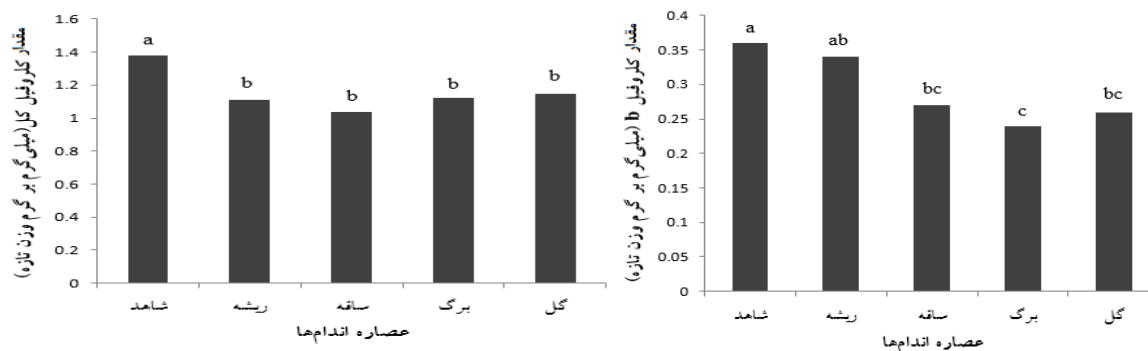 مقدار کلروفیل کل(میلی‌گرم بر گرم وزن تازه)
1.6
1.4
1.2
1
0.8
0.6
0.4
0.2
0
a
b
b
b
b
شاهد ریشه ساقه برگ گل
عصاره اندام‌ها
مقدار کلروفیل b (میلی‌گرم بر گرم وزن تازه)
0.4
0.35
0.3
0.25
0.2
0.15
0.1
0.05
0
a
ab
bc
c
bc
شاهد ریشه ساقه برگ گل
عصاره اندام‌ها